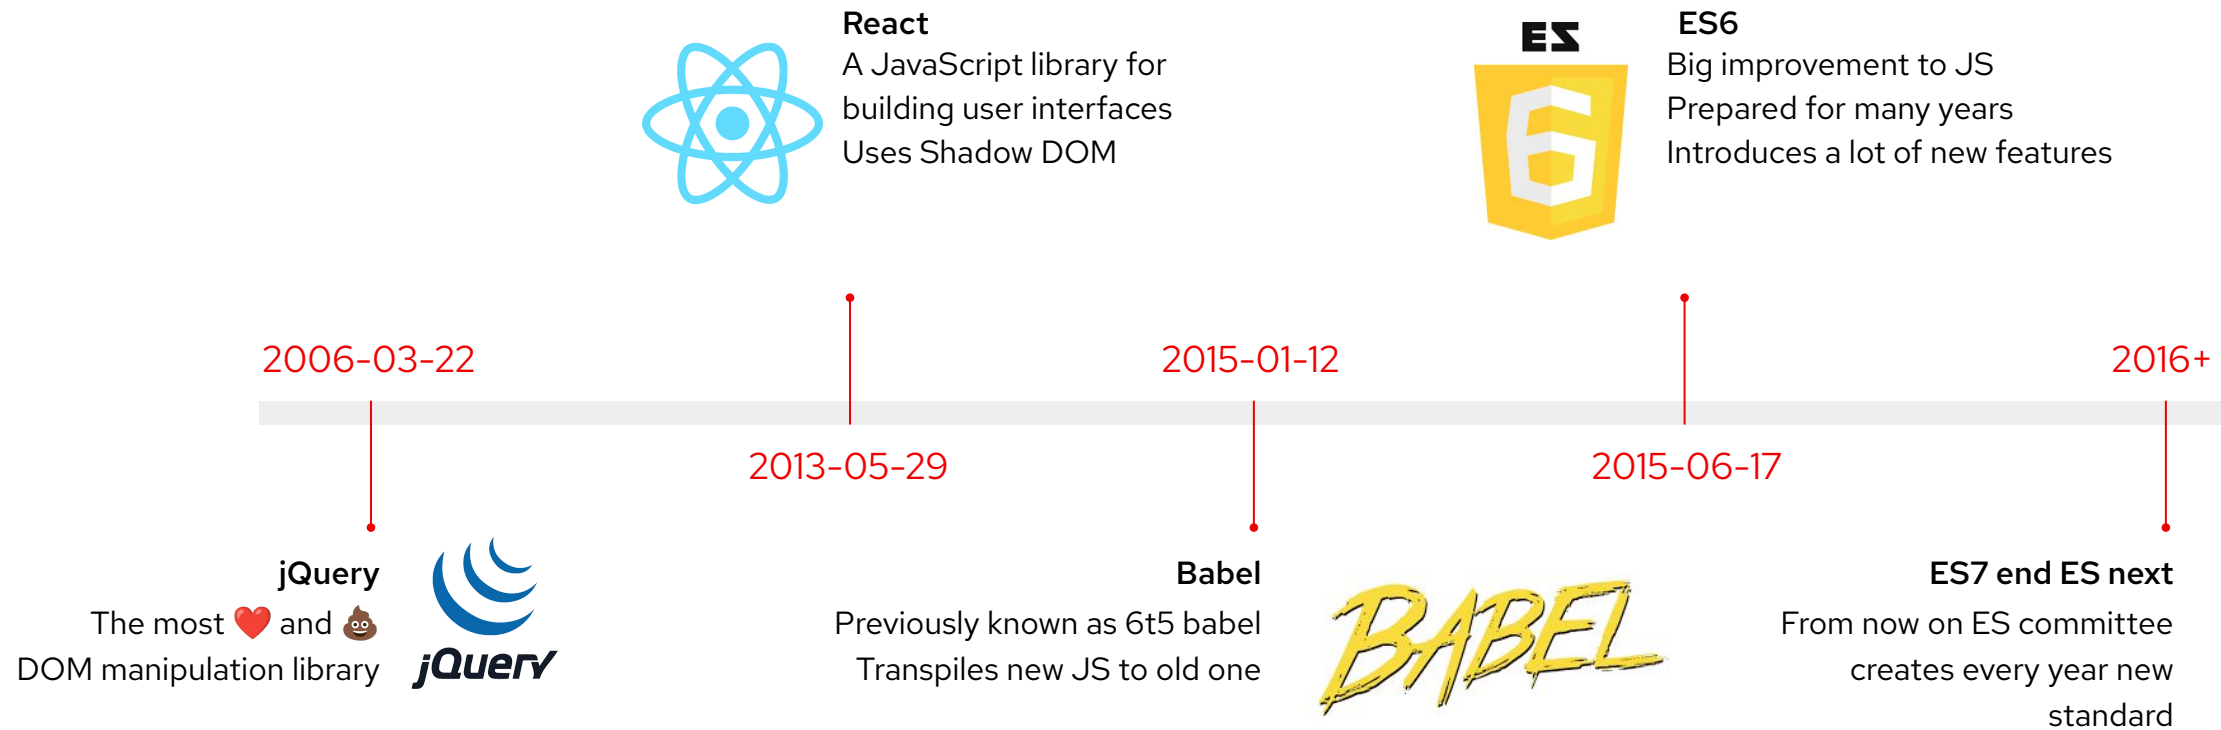 React
A JavaScript library for
building user interfaces
Uses Shadow DOM
ES
6
ES6
Big improvement to JS
Prepared for many years
Introduces a lot of new features
2006-03-22
2015-01-12
2016+
2013-05-29
2015-06-17
jQuery
The most ❤️ and 💩
DOM manipulation library
jQuery
Babel
Previously known as 6t5 babel
Transpiles new JS to old one
BABEL
ES7 end ES next
From now on ES committee
creates every year new
standard